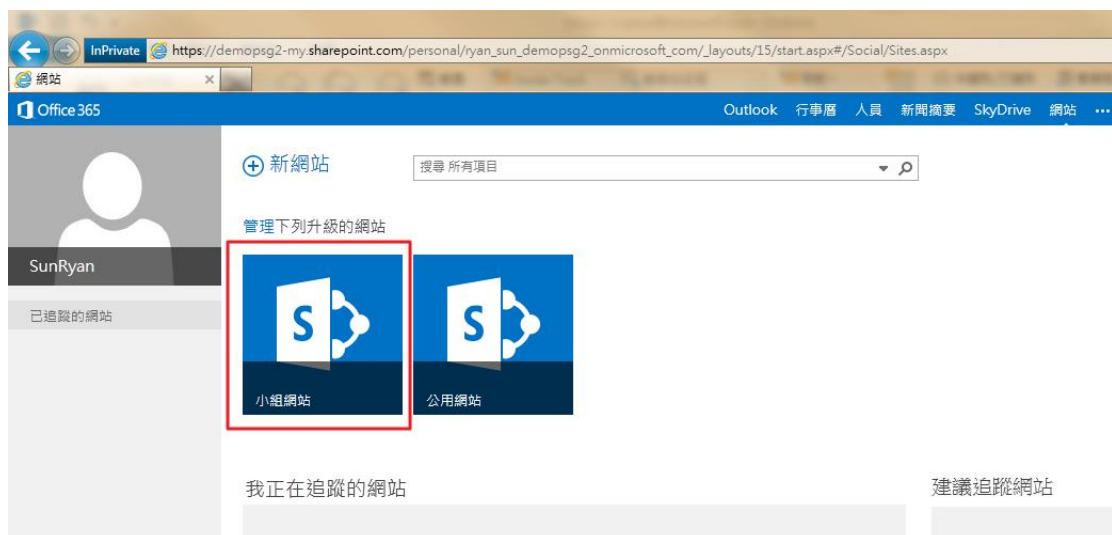 InPrivate https://demopsg2-my.sharepoint.com/personal/ryan_sun_demopsg2_onmicrosoft_com/_layouts/15/start.aspx#/Social/Sites.aspx
網站
Office 365 Outlook 行事曆 人員 新聞摘要 SkyDrive 網站 •••
新網站 搜尋 所有項目
管理下列升級的網站
SunRyan
S S
已追蹤的網站
小組網站 公用網站
我正在追蹤的網站 建議追蹤網站